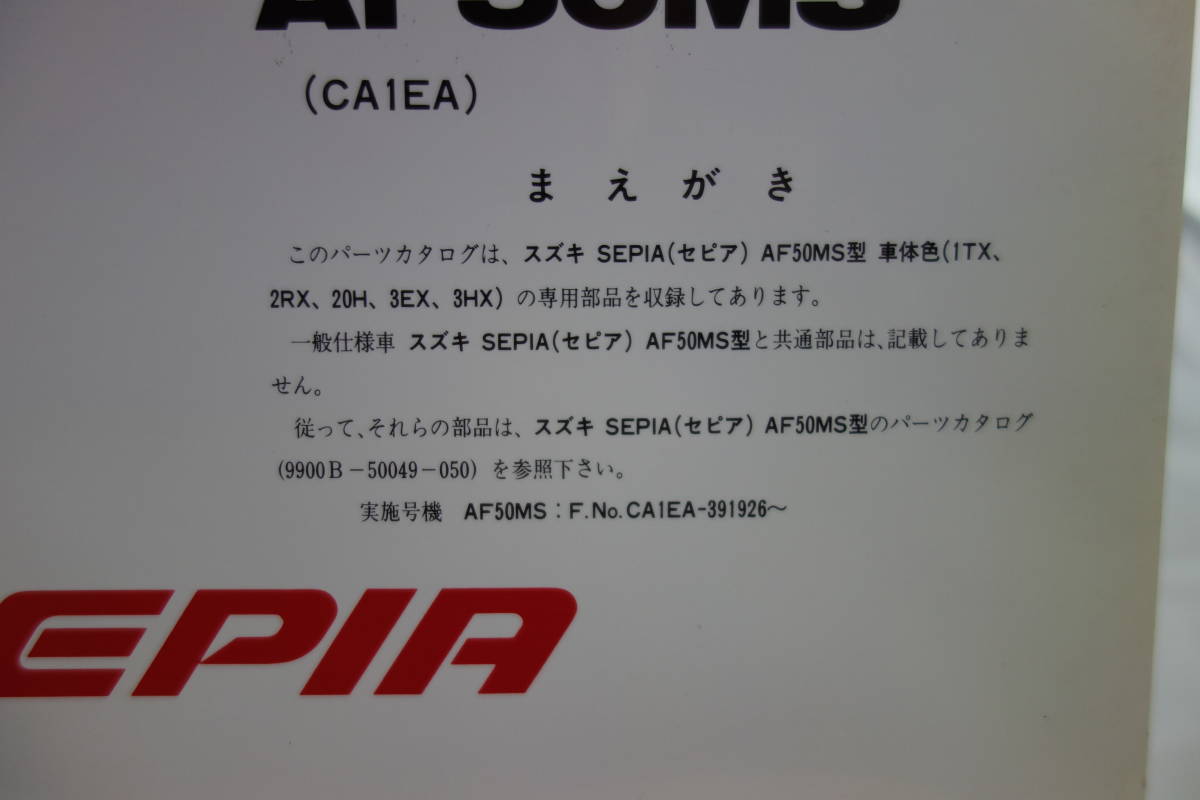 AF50MS
(CA1EA)
まえがき
このパーツカタログは、スズキ SEPIA(セピア) AF50MS型 車体色(1TX、
2RX、20H、3EX、3HX) の専用部品を収録してあります。
一般仕様車 スズキ SEPIA(セピア) AF50MS型と共通部品は、記載してありま
せん。
従って、それらの部品は、スズキ SEPIA(セピア) AF50MS型のパーツカタログ
(9900B-50049-050) を参照下さい。
実施号機 AF50MS：F.No.CA1EA-391926～
EPIA